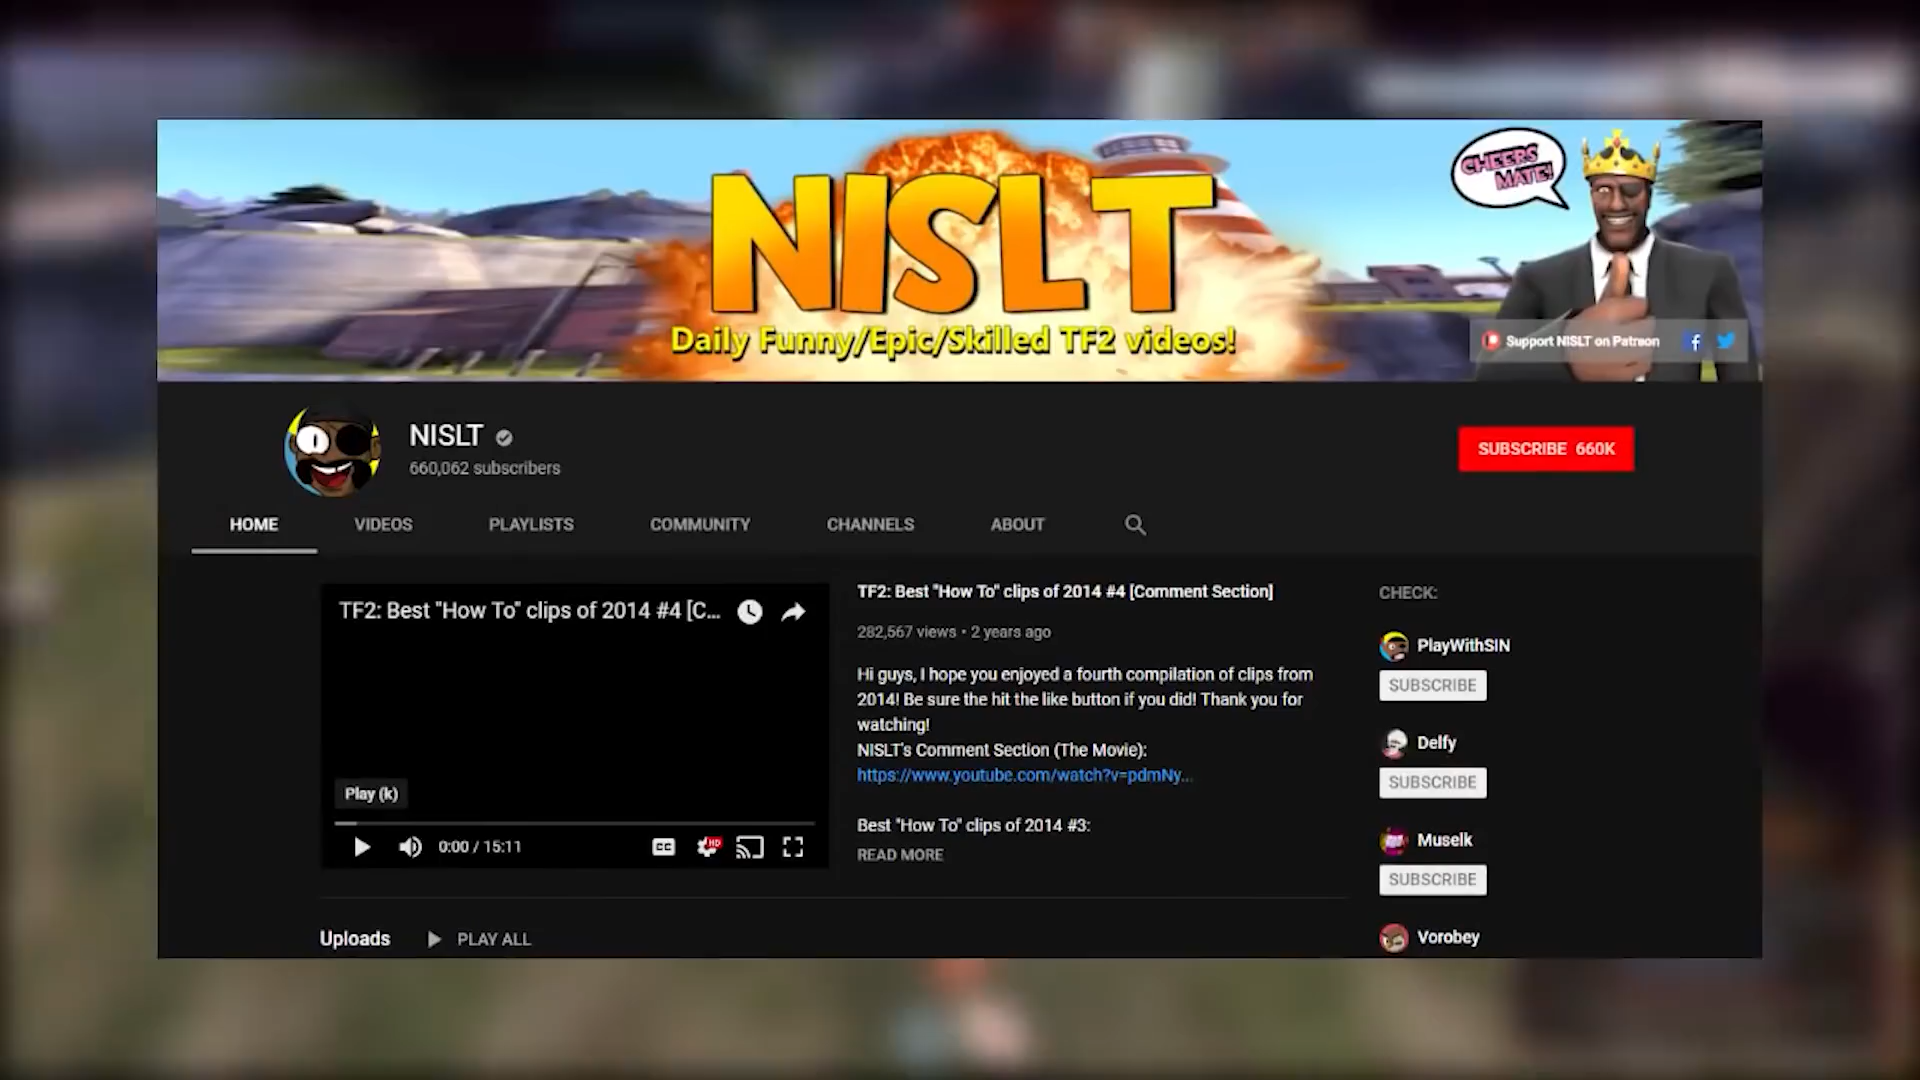 CHEERS
MATE!
NISLT
Daily Funny/Epic/Skilled TF2 videos!
Support NISLT on Patreon
NISLT
660,062 subscribers
SUBSCRIBE 660K
HOME VIDEOS PLAYLISTS COMMUNITY CHANNELS ABOUT
TF2: Best "How To" clips of 2014 #4 [C...
Play (k)
0:00 / 15:11
CC
HD
TF2: Best "How To" clips of 2014 #4 [Comment Section]
282,567 views • 2 years ago
Hi guys, I hope you enjoyed a fourth compilation of clips from
2014! Be sure the hit the like button if you did! Thank you for
watching!
NISLT's Comment Section (The Movie):
https://www.youtube.com/watch?v=pdmNy...
Best "How To" clips of 2014 #3:
READ MORE
CHECK:
PlayWithSIN
SUBSCRIBE
Delfy
SUBSCRIBE
Muselk
SUBSCRIBE
Vorobey
Uploads PLAY ALL